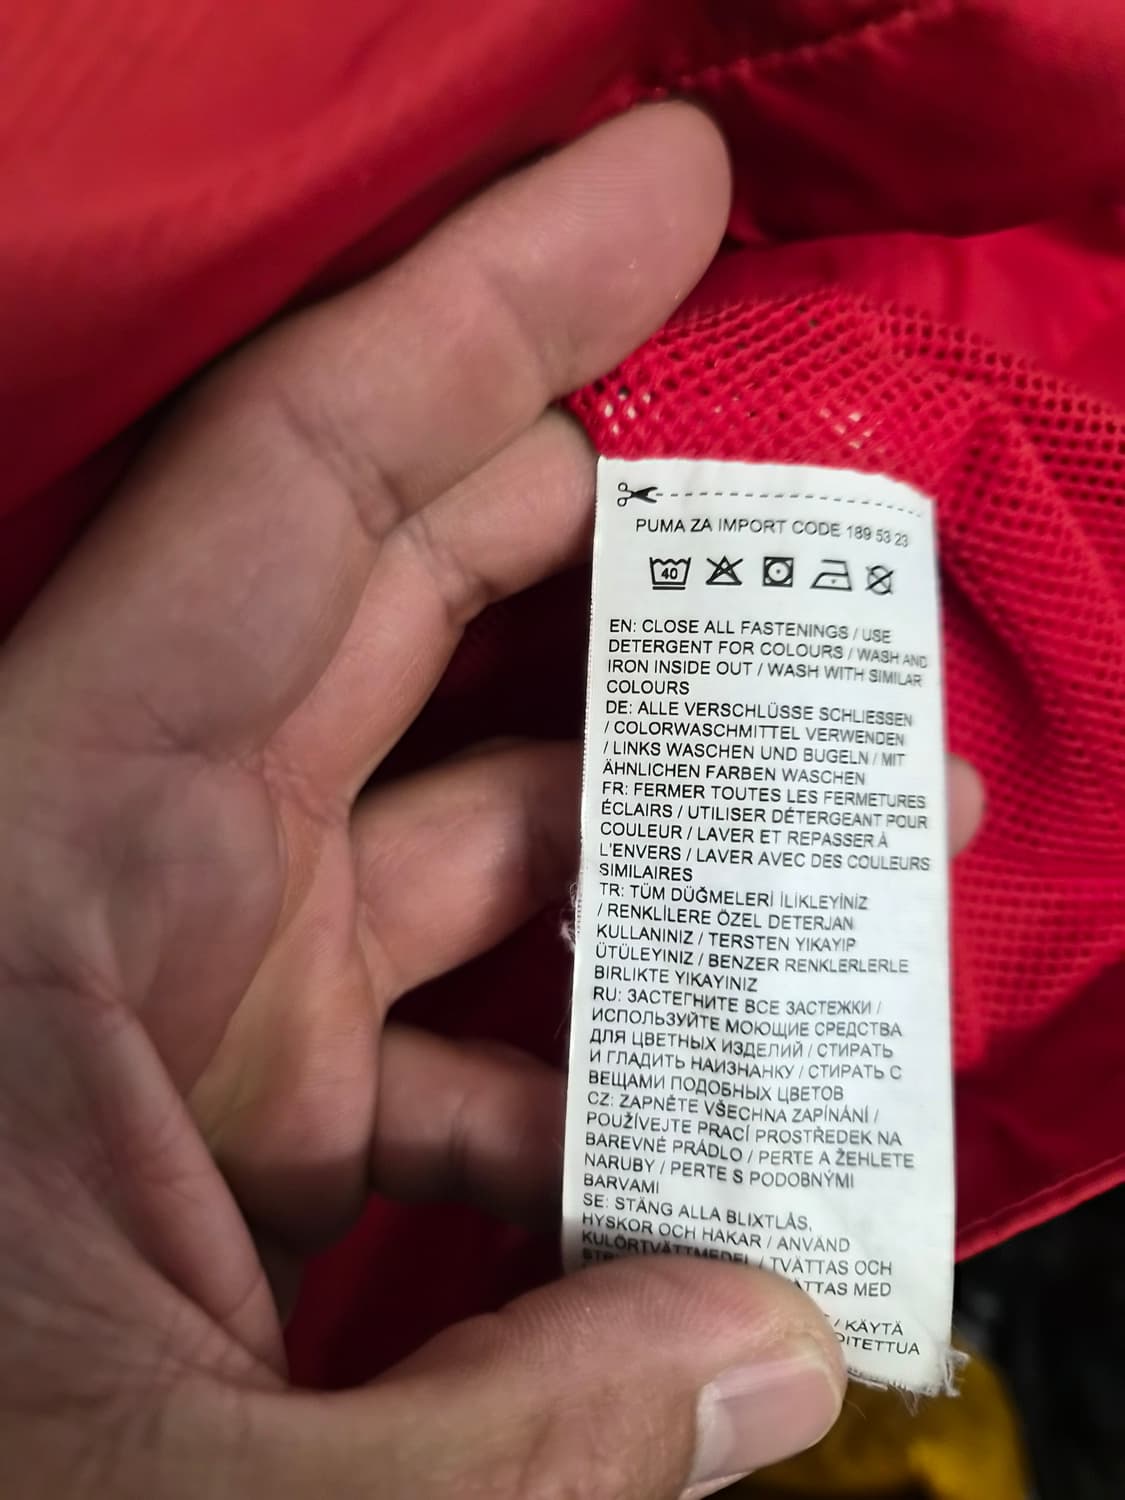 PUMA ZA IMPORT CODE 189 53 23
40
EN: CLOSE ALL FASTENINGS / USE
DETERGENT FOR COLOURS / WASH AND
IRON INSIDE OUT / WASH WITH SIMILAR
COLOURS
DE: ALLE VERSCHLÜSSE SCHLIESSEN
/ COLORWASCHMITTEL VERWENDEN
/ LINKS WASCHEN UND BUGELN / MIT
ÄHNLICHEN FARBEN WASCHEN
FR: FERMER TOUTES LES FERMETURES
ÉCLAIRS / UTILISER DÉTERGEANT POUR
COULEUR / LAVER ET REPASSER À
L'ENVERS / LAVER AVEC DES COULEURS
SIMILAIRES
TR: TÜM DÜĞMELERİ İLİKLEYİNİZ
/ RENKLİLERE ÖZEL DETERJAN
KULLANINIZ / TERSTEN YIKAYIP
ÜTÜLEYINIZ / BENZER RENKLERLERLE
BIRLIKTE YIKAYINIZ
RU: ЗАСТЕГНИТЕ ВСЕ ЗАСТЕЖКИ /
ИСПОЛЬЗУЙТЕ МОЮЩИЕ СРЕДСТВА
ДЛЯ ЦВЕТНЫХ ИЗДЕЛИЙ / СТИРАТЬ
И ГЛАДИТЬ НАИЗНАНКУ / СТИРАТЬ С
ВЕЩАМИ ПОДОБНЫХ ЦВЕТОВ
CZ: ZAPNĚTE VŠECHNA ZAPÍNÁNÍ /
POUŽÍVEJTE PRACÍ PROSTŘEDEK NA
BAREVNÉ PRÁDLO / PERTE A ŽEHLETE
NARUBY / PERTE S PODOBNÝMI
BARVAMI
SE: STÄNG ALLA BLIXTLÅS,
HYSKOR OCH HAKAR / ANVÄND
KULÖRTVÄTTMEDEL / TVÄTTAS OCH
MED
/ KÄYTÄ